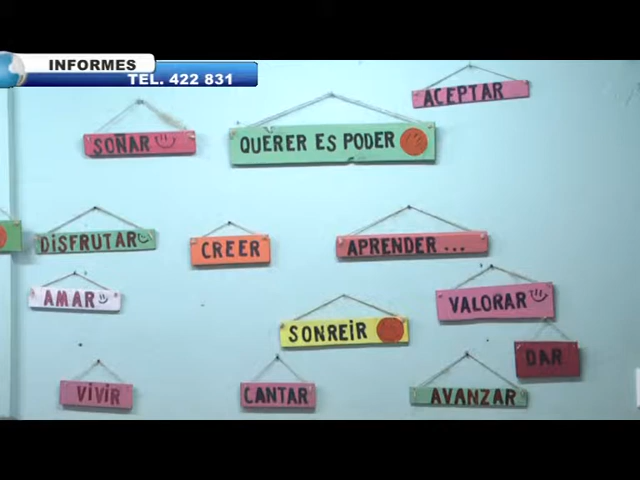 INFORMES
TEL. 422 831
ACEPTAR
SOÑAR
QUERER ES PODER
DISFRUTAR
CREER
APRENDER ...
AMAR
VALORAR
SONREIR
DAR
VIVIR
CANTAR
AVANZAR